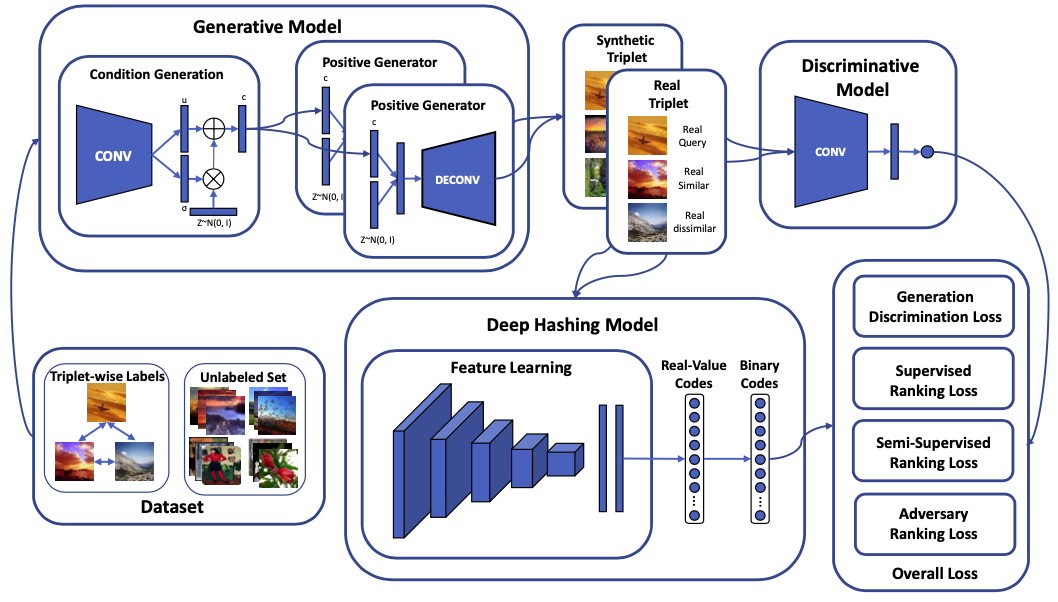 Generative Model
Condition Generation
CONV
u
σ
c
Z~N(0, I)
Positive Generator
c
Z~N(0, I)
Positive Generator
c
Z~N(0, I)
DECONV
Synthetic
Triplet
Real
Triplet
Real
Query
Real
Similar
Real
dissimilar
Discriminative
Model
CONV
Triplet-wise Labels
Unlabeled Set
Dataset
Deep Hashing Model
Feature Learning
Real-Value
Codes
Binary
Codes
Generation
Discrimination Loss
Supervised
Ranking Loss
Semi-Supervised
Ranking Loss
Adversary
Ranking Loss
Overall Loss